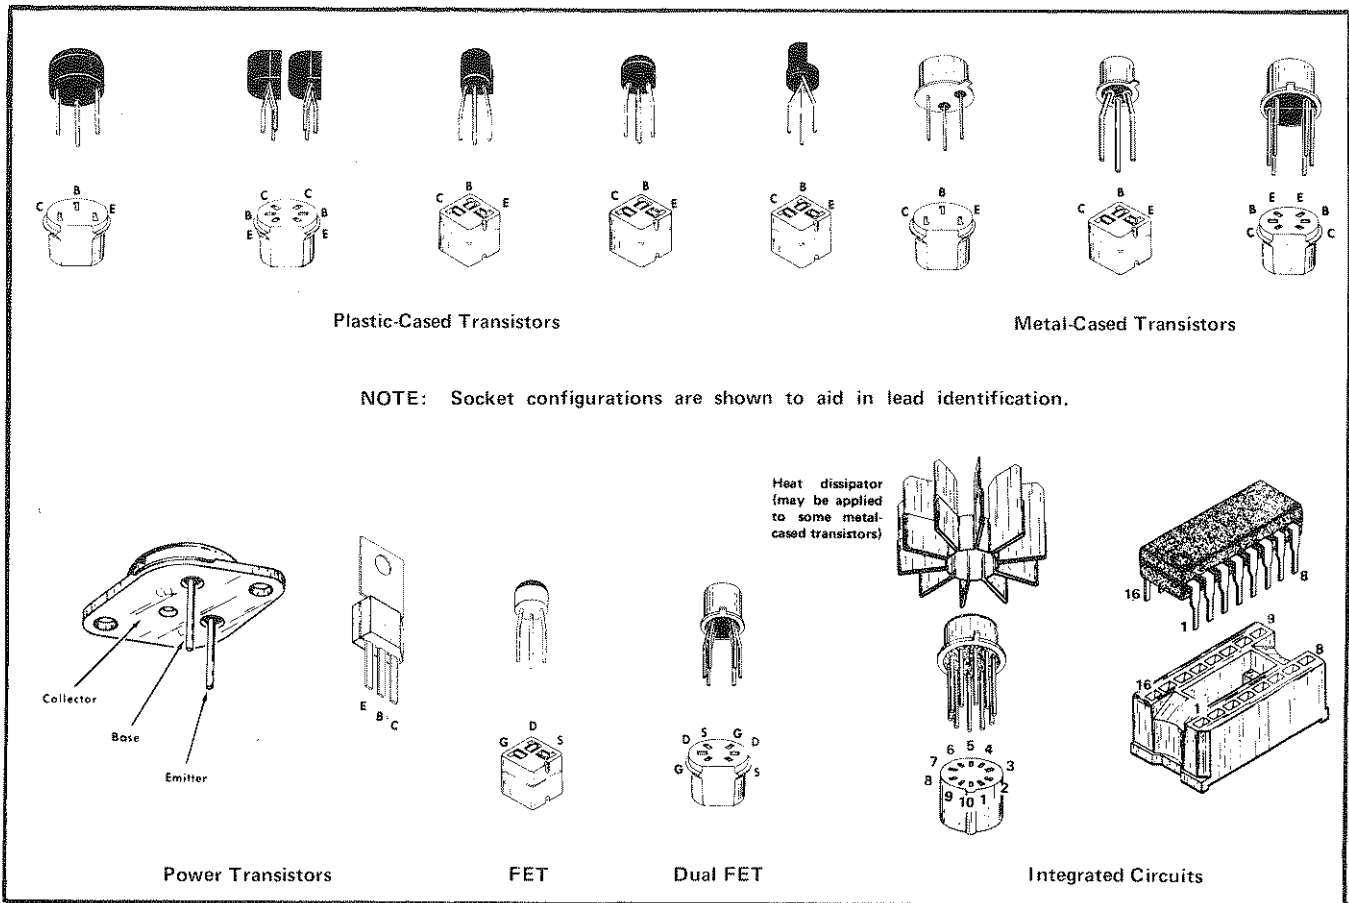 B
C
E
C C
B B
E E
B
C
E
B
C
E
B
C
E
B
C
E
B
C
E
E E
B B
C C
Plastic-Cased Transistors
Metal-Cased Transistors
NOTE: Socket configurations are shown to aid in lead identification.
Heat dissipator
(may be applied
to some metal-
cased transistors)
Collector
Base
Emitter
E
B
C
D
G
S
S G
D D
G S
5
6 4
7 3
8 2
9 10 1
16
8
1
9
8
16
1
Power Transistors
FET
Dual FET
Integrated Circuits